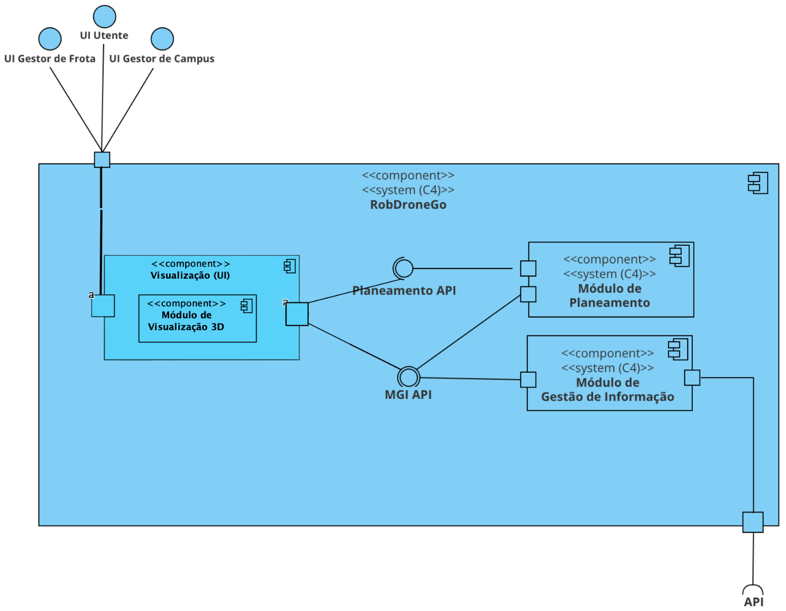 UI Utente
UI Gestor de Frota
UI Gestor de Campus
<<component>>
<<system (C4)>>
RobDroneGo
<<component>>
Visualização (UI)
a
<<component>>
Módulo de
Visualização 3D
a
Planeamento API
<<component>>
<<system (C4)>>
Módulo de
Planeamento
MGI API
<<component>>
<<system (C4)>>
Módulo de
Gestão de Informação
API